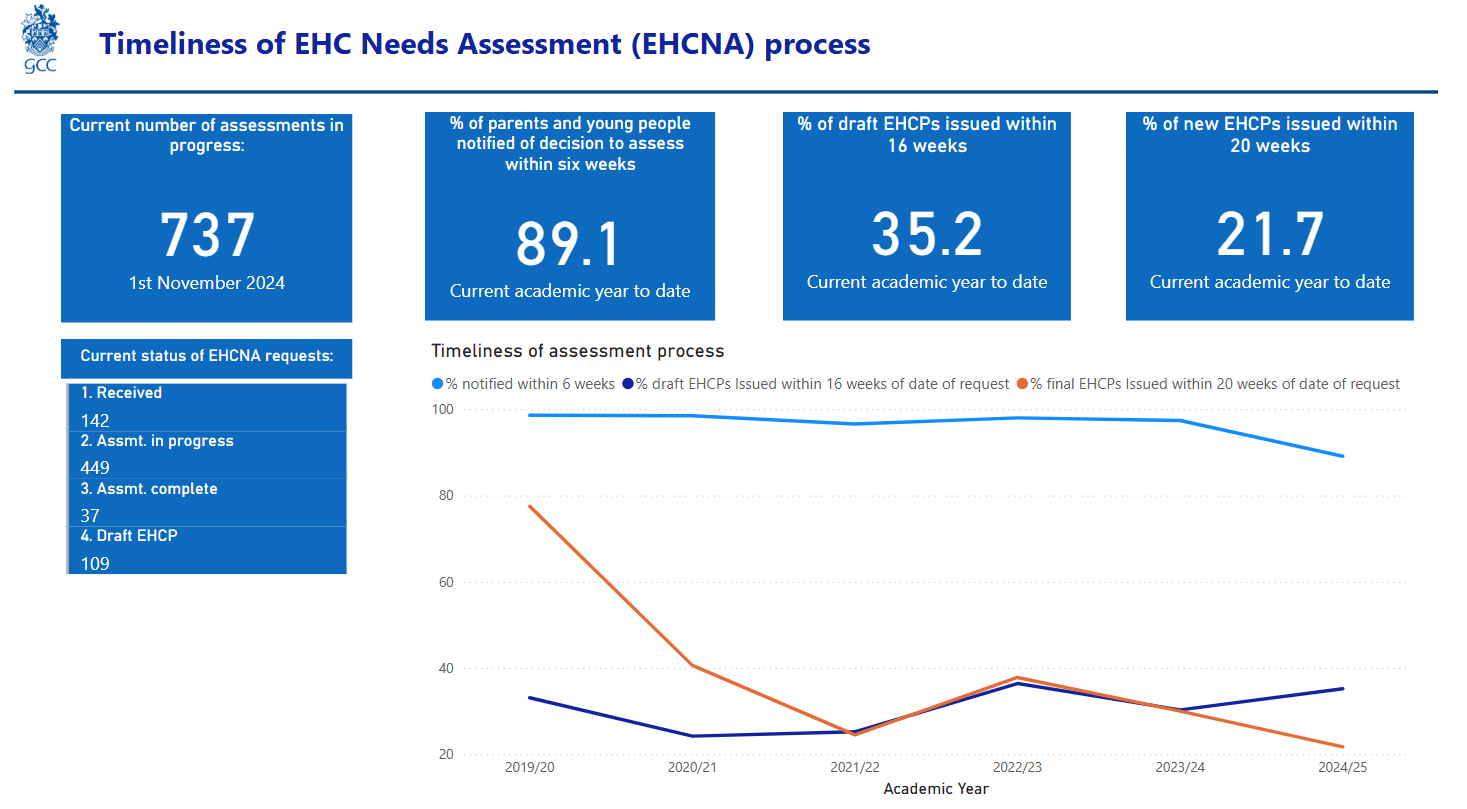 GCC
Timeliness of EHC Needs Assessment (EHCNA) process
Current number of assessments in
progress:
737
1st November 2024
% of parents and young people
notified of decision to assess
within six weeks
89.1
Current academic year to date
% of draft EHCPs issued within
16 weeks
35.2
Current academic year to date
% of new EHCPs issued within
20 weeks
21.7
Current academic year to date
Current status of EHCNA requests:
1. Received
142
2. Assmt. in progress
449
3. Assmt. complete
37
4. Draft EHCP
109
Timeliness of assessment process
% notified within 6 weeks % draft EHCPs Issued within 16 weeks of date of request % final EHCPs Issued within 20 weeks of date of request
100
80
60
40
20
2019/20 2020/21 2021/22 2022/23 2023/24 2024/25
Academic Year